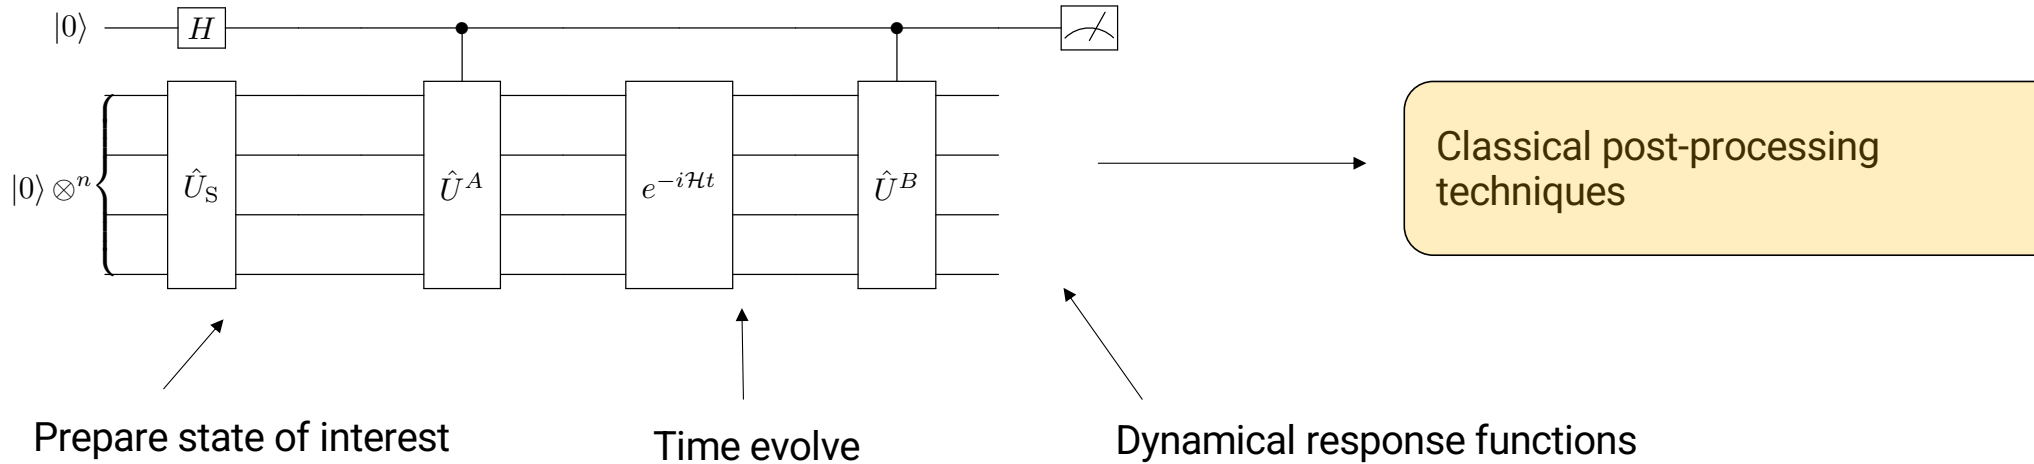 |0⟩ H
|0⟩ ⊗ⁿ Û_S Û^A e^{-iℋt} Û^B
Classical post-processing
techniques
Prepare state of interest
Time evolve
Dynamical response functions